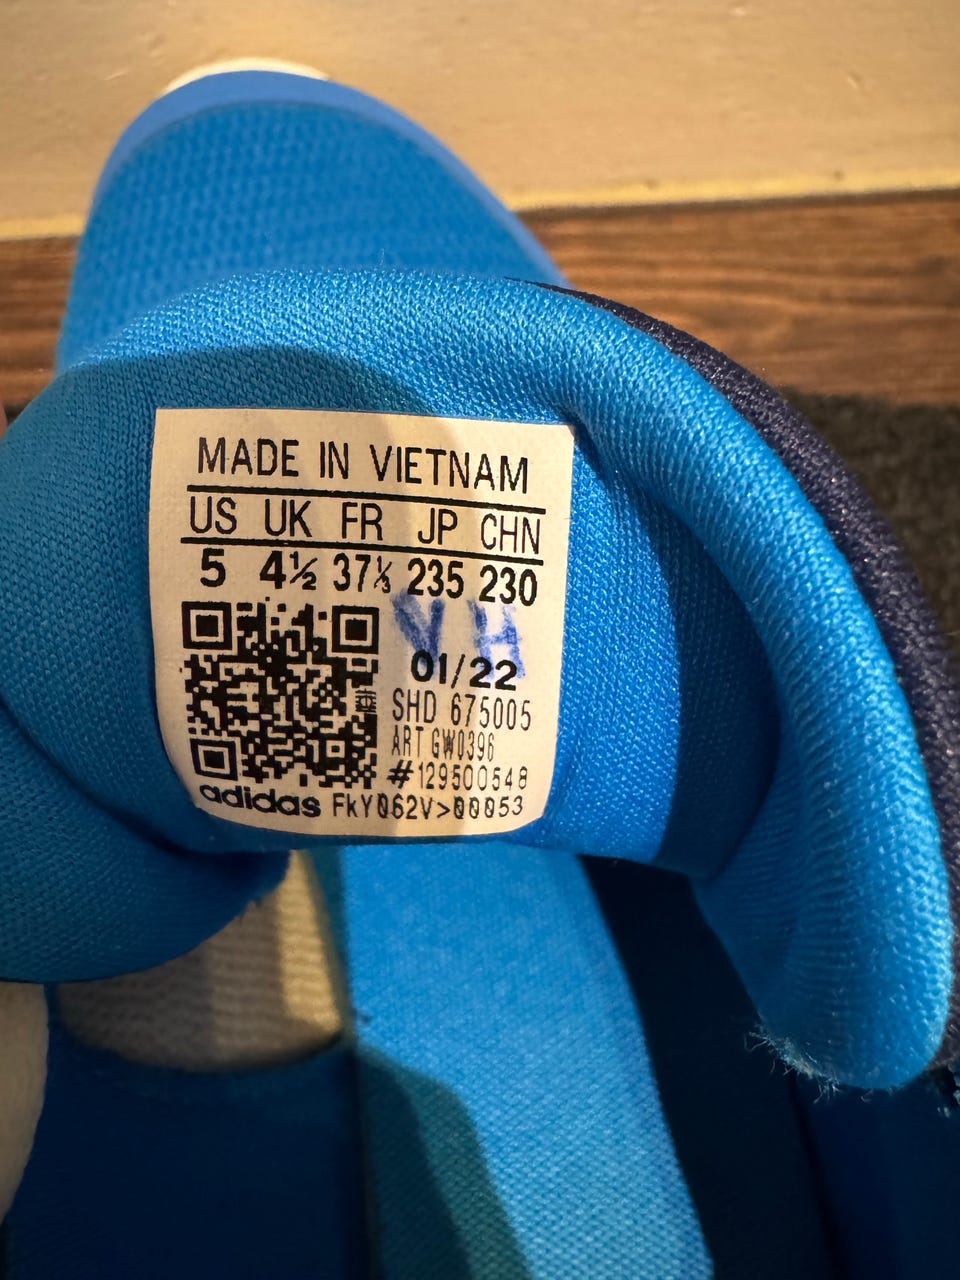 MADE IN VIETNAM
US UK FR JP CHN
5 4½ 37⅓ 235 230
V H
01/22
SHD 675005
ART GW0396
#129500548
adidas FkY062V>00053